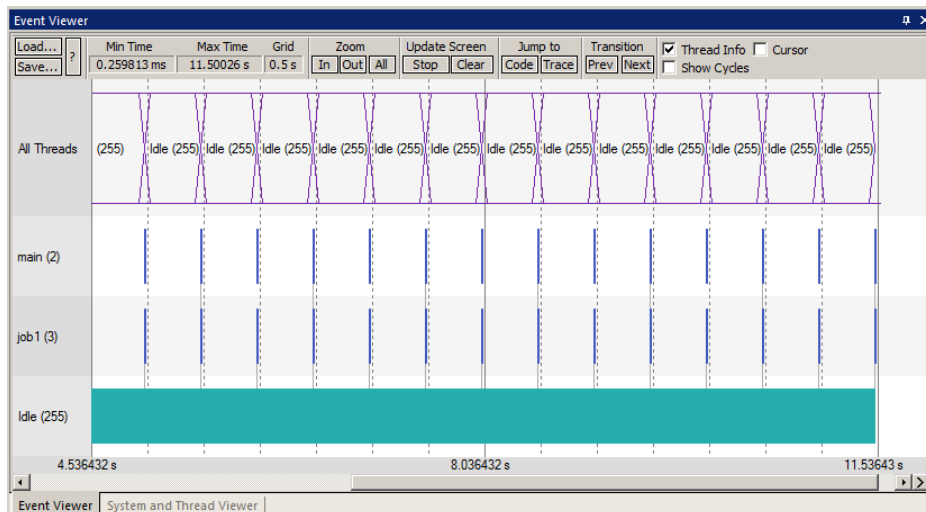 Event Viewer
Load... Min Time Max Time Grid Zoom Update Screen Jump to Transition Thread Info Cursor
Save... ? 0.259813 ms 11.50026 s 0.5 s In Out All Stop Clear Code Trace Prev Next Show Cycles
All Threads (255) Idle (255) Idle (255) Idle (255) Idle (255) Idle (255) Idle (255) Idle (255) Idle (255) Idle (255) Idle (255) Idle (255) Idle (255) Idle (255)
main (2)
job1 (3)
Idle (255)
4.536432 s 8.036432 s 11.53643 s
Event Viewer System and Thread Viewer